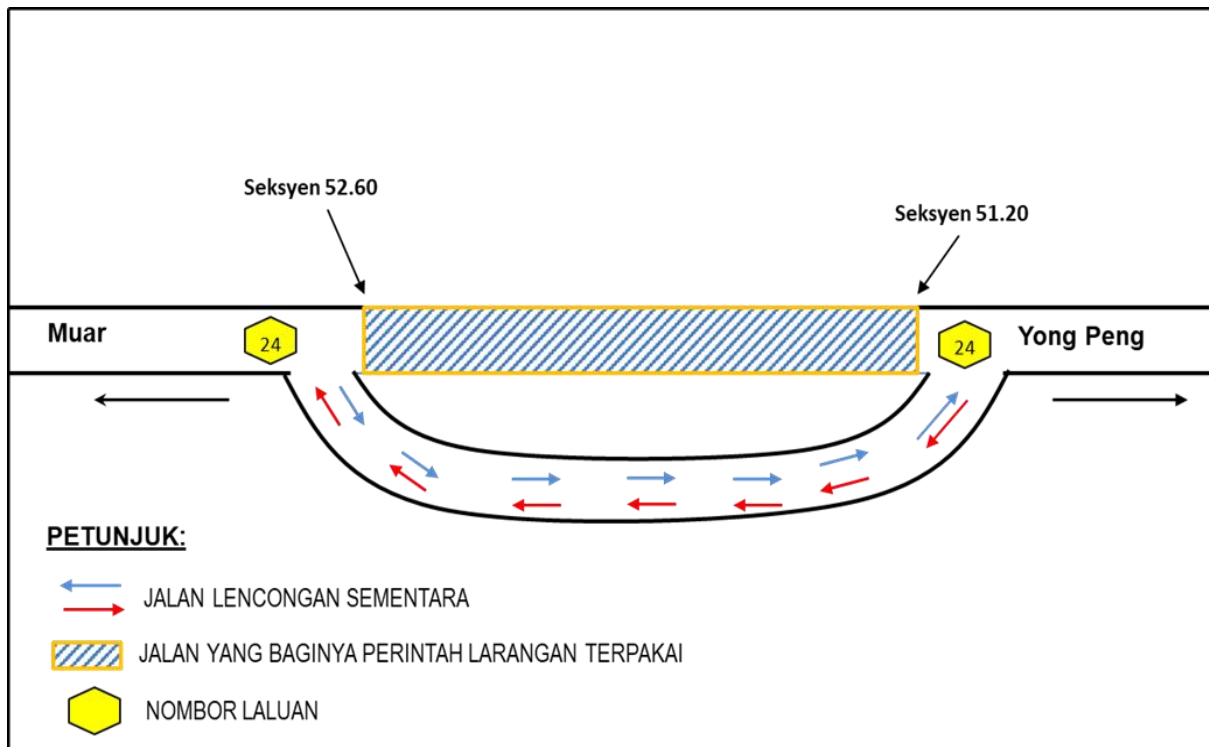 Seksyen 52.60
Seksyen 51.20
Muar
24
24
Yong Peng
PETUNJUK:
JALAN LENCONGAN SEMENTARA
JALAN YANG BAGINYA PERINTAH LARANGAN TERPAKAI
NOMBOR LALUAN